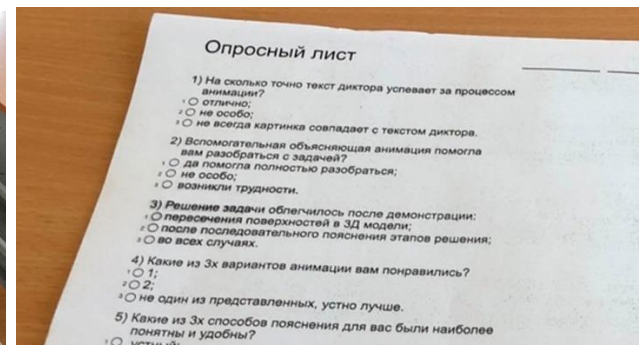 Опросный лист
1) На сколько точно текст диктора успевает за процессом
анимации?
1 отлично;
2 не особо;
3 не всегда картинка совпадает с текстом диктора.
2) Вспомогательная объясняющая анимация помогла
вам разобраться с задачей?
1 да помогла полностью разобраться;
2 не особо;
3 возникли трудности.
3) Решение задачи облегчилось после демонстрации:
1 пересечения поверхностей в 3Д модели;
2 после последовательного пояснения этапов решения;
3 во всех случаях.
4) Какие из 3х вариантов анимации вам понравились?
1 1;
2 2;
3 не один из представленных, устно лучше.
5) Какие из 3х способов пояснения для вас были наиболее
понятны и удобны?
1 устный;